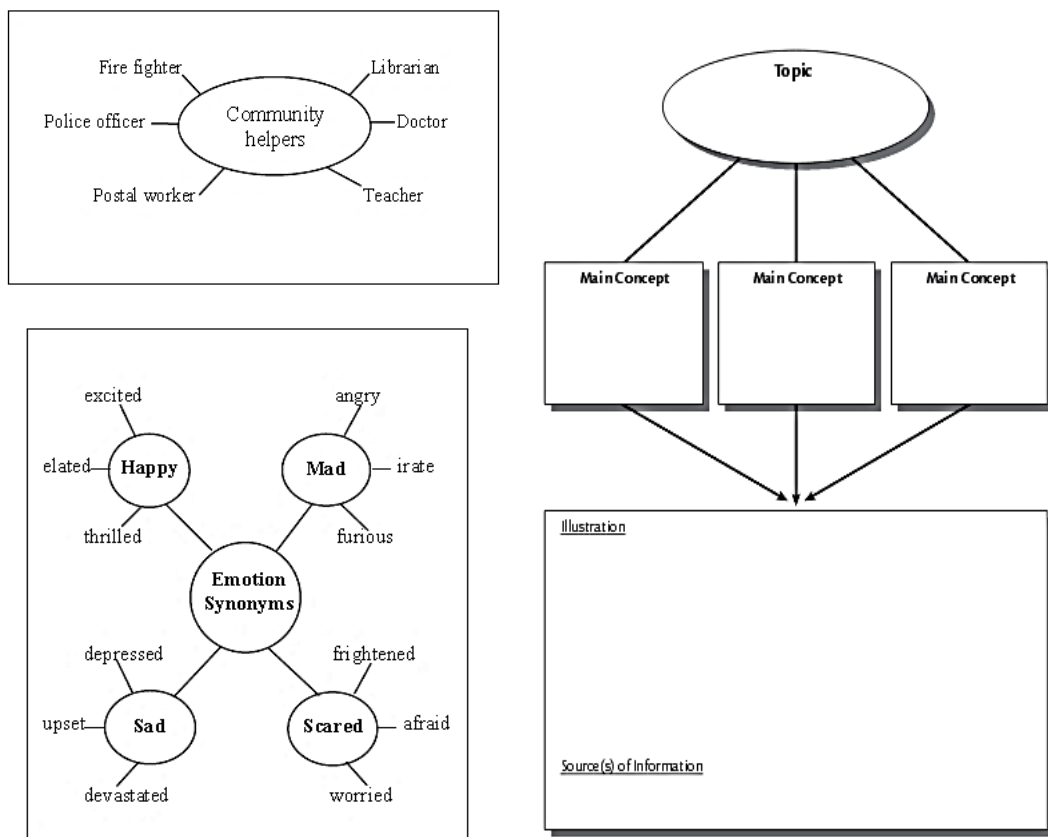 Fire fighter
Librarian
Police officer
Community
helpers
Doctor
Postal worker
Teacher
excited
angry
elated
Happy
Mad
irate
thrilled
furious
Emotion
Synonyms
depressed
frightened
upset
Sad
Scared
afraid
devastated
worried
Topic
Main Concept
Main Concept
Main Concept
Illustration
Source(s) of Information